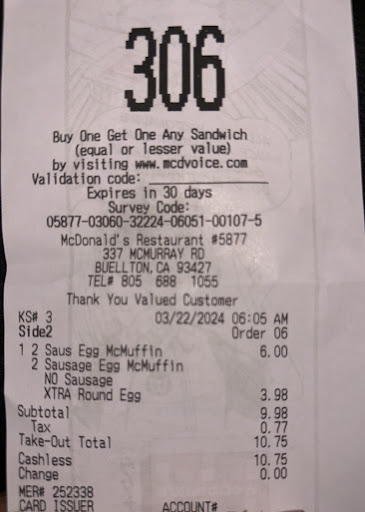 306
Buy One Get One Any Sandwich
(equal or lesser value)
by visiting www.mcdvoice.com
Validation code: ______________
Expires in 30 days
Survey Code:
05877-03060-32224-06051-00107-5
McDonald's Restaurant #5877
337 MCMURRAY RD
BUELLTON, CA 93427
TEL# 805 688 1055
Thank You Valued Customer
KS# 3 03/22/2024 06:05 AM
Side2 Order 06
1 2 Saus Egg McMuffin 6.00
2 Sausage Egg McMuffin
NO Sausage
XTRA Round Egg 3.98
Subtotal 9.98
Tax 0.77
Take-Out Total 10.75
Cashless 10.75
Change 0.00
MER# 252338
CARD ISSUER ACCOUNT#